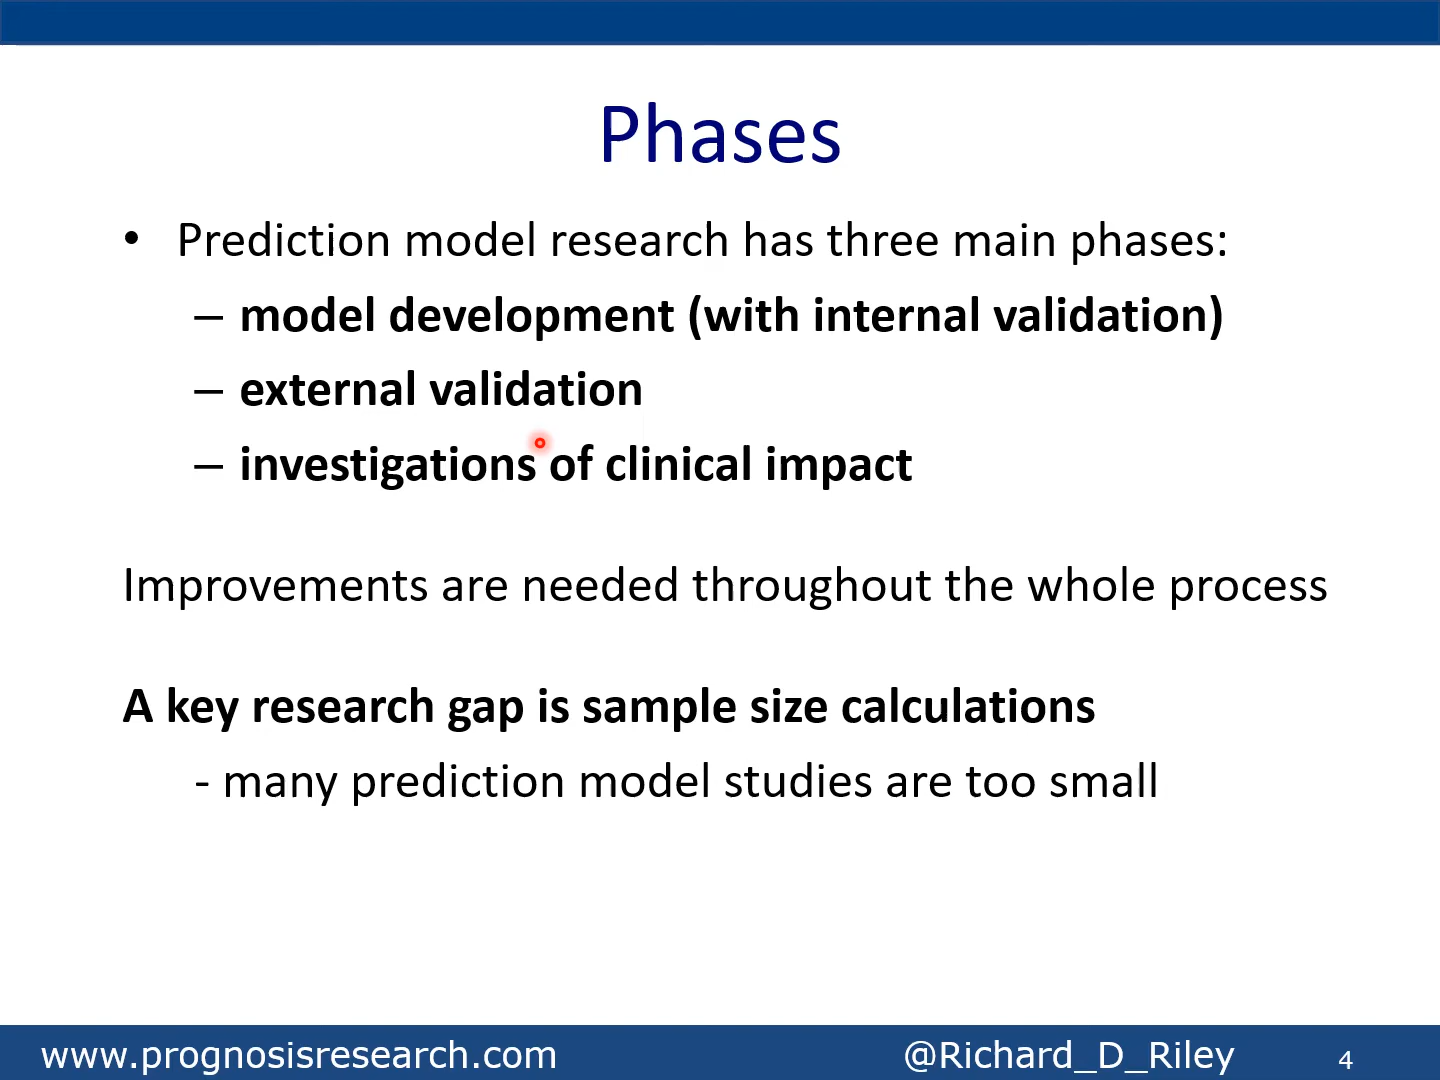 Phases
• Prediction model research has three main phases:
– model development (with internal validation)
– external validation
– investigations of clinical impact
Improvements are needed throughout the whole process
A key research gap is sample size calculations
- many prediction model studies are too small
www.prognosisresearch.com
@Richard_D_Riley
4